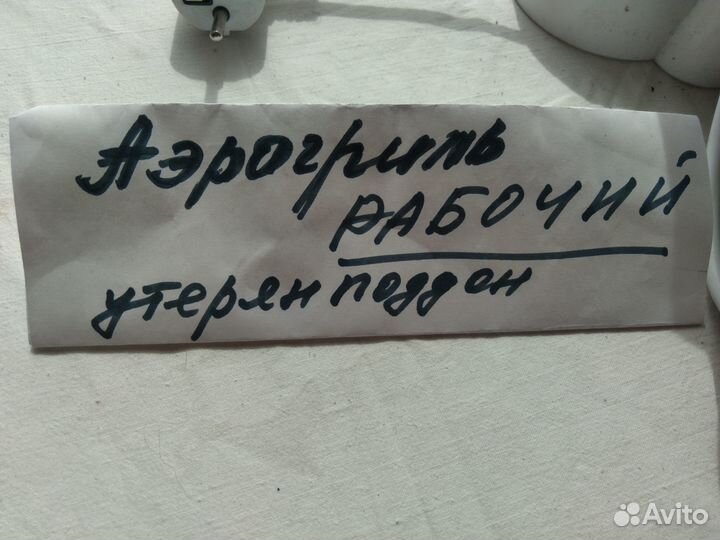 Аэрогриль
РАБОЧИЙ
утерян поддон
Avito